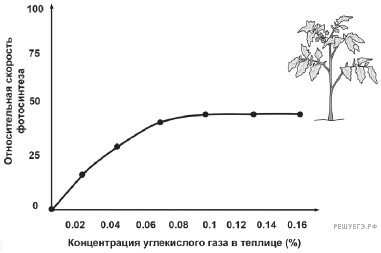 100
75
50
25
0
Относительная скорость
фотосинтеза
0.02 0.04 0.06 0.08 0.1 0.12 0.14 0.16
Концентрация углекислого газа в теплице (%)
РЕШУЕГЭ.РФ